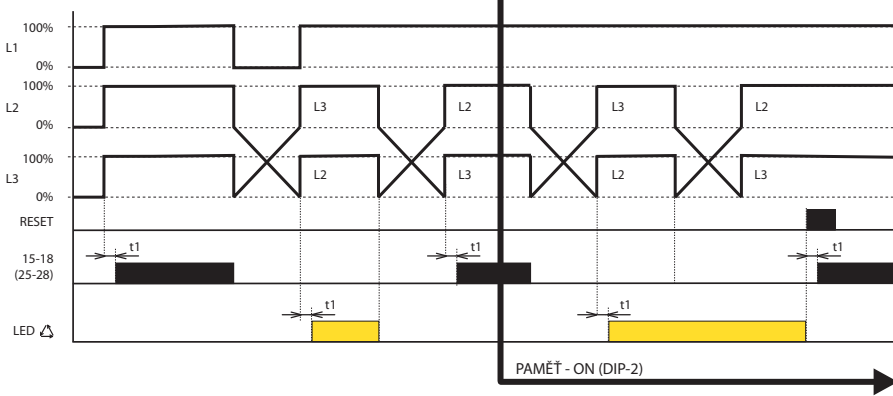 100%
L1
0%
100%
L2
L3
L2
L3
L2
0%
100%
L3
L2
L3
L2
L3
0%
RESET
15-18
(25-28)
t1
t1
t1
LED
t1
t1
PAMĚŤ - ON (DIP-2)